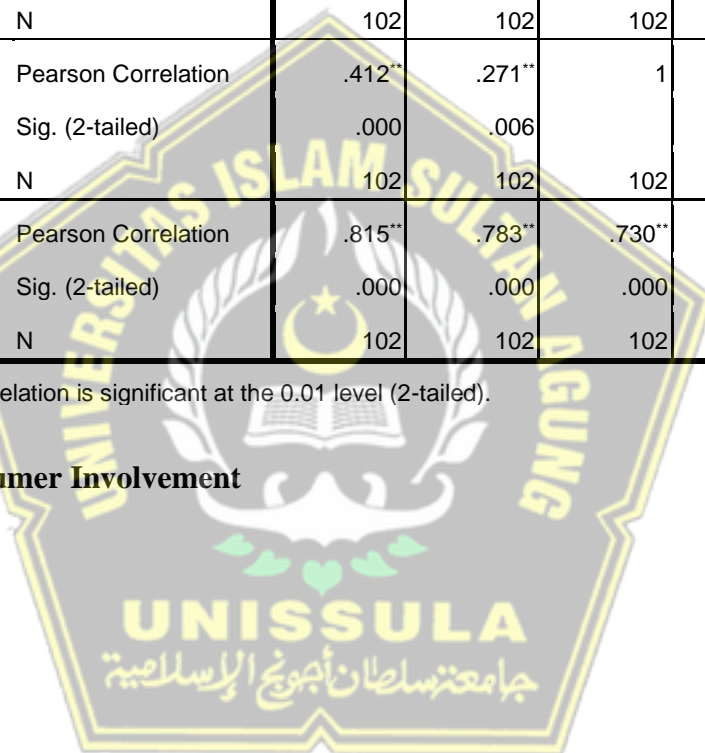 N 102 102 102
Pearson Correlation .412** .271** 1
Sig. (2-tailed) .000 .006
N 102 102 102
Pearson Correlation .815** .783** .730**
Sig. (2-tailed) .000 .000 .000
N 102 102 102
elation is significant at the 0.01 level (2-tailed).
umer Involvement
UNIVERSITAS ISLAM SULTAN AGUNG
UNISSULA
جامعة سلطان أجونج الإسلامية